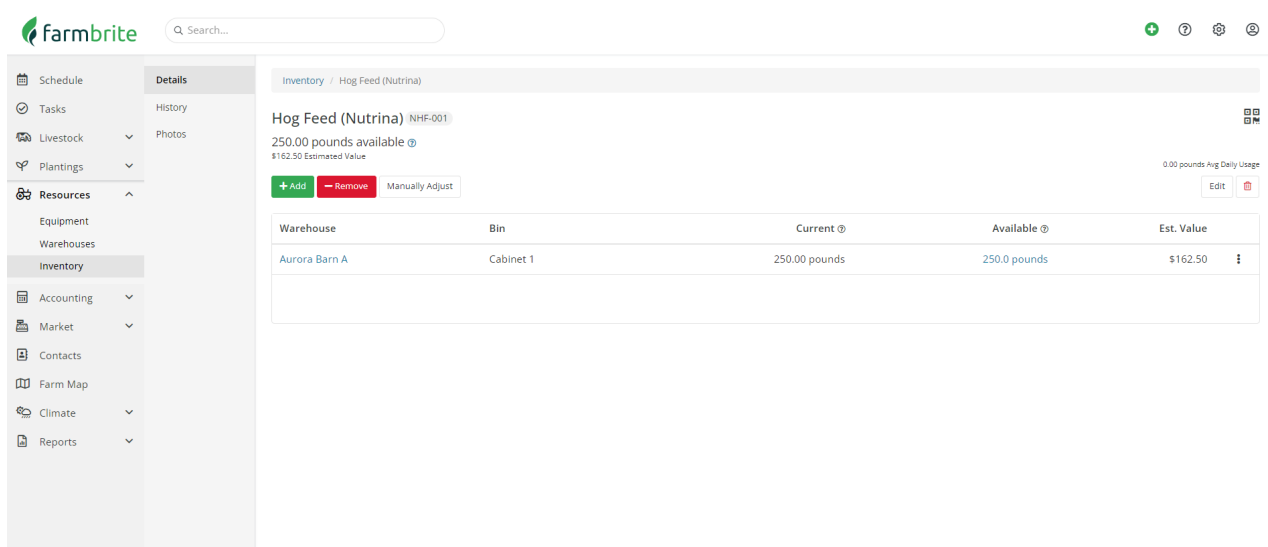 farmbrite
Search...
Schedule
Tasks
Livestock
Plantings
Resources
Equipment
Warehouses
Inventory
Accounting
Market
Contacts
Farm Map
Climate
Reports
Details
History
Photos
Inventory / Hog Feed (Nutrina)
Hog Feed (Nutrina) NHF-001
250.00 pounds available
$162.50 Estimated Value
0.00 pounds Avg Daily Usage
+ Add − Remove Manually Adjust Edit
Warehouse Bin Current Available Est. Value
Aurora Barn A Cabinet 1 250.00 pounds 250.0 pounds $162.50